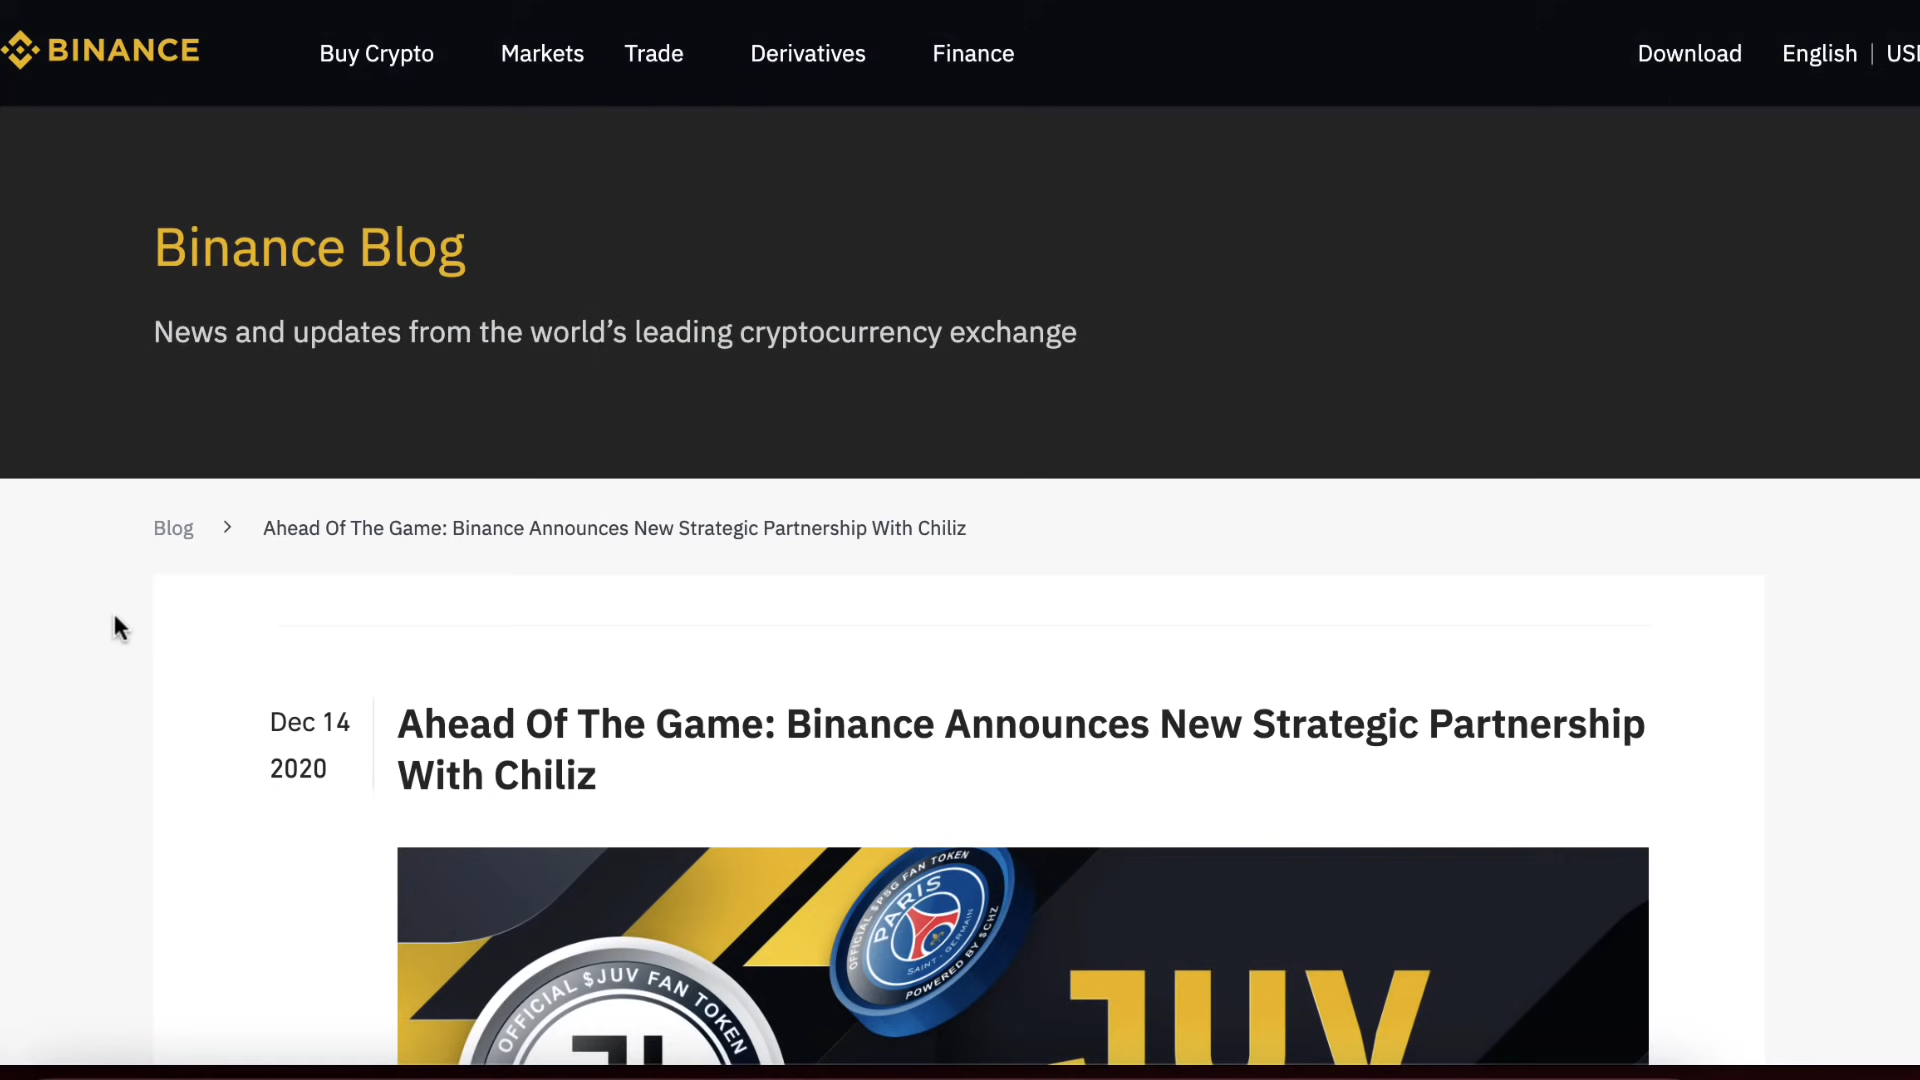 BINANCE
Buy Crypto Markets Trade Derivatives Finance Download English | USD
Binance Blog
News and updates from the world’s leading cryptocurrency exchange
Blog > Ahead Of The Game: Binance Announces New Strategic Partnership With Chiliz
Dec 14
2020
Ahead Of The Game: Binance Announces New Strategic Partnership
With Chiliz
OFFICIAL $PSG FAN TOKEN
PARIS
SAINT-GERMAIN
POWERED BY $CHZ
OFFICIAL $JUV FAN TOKEN
JUV